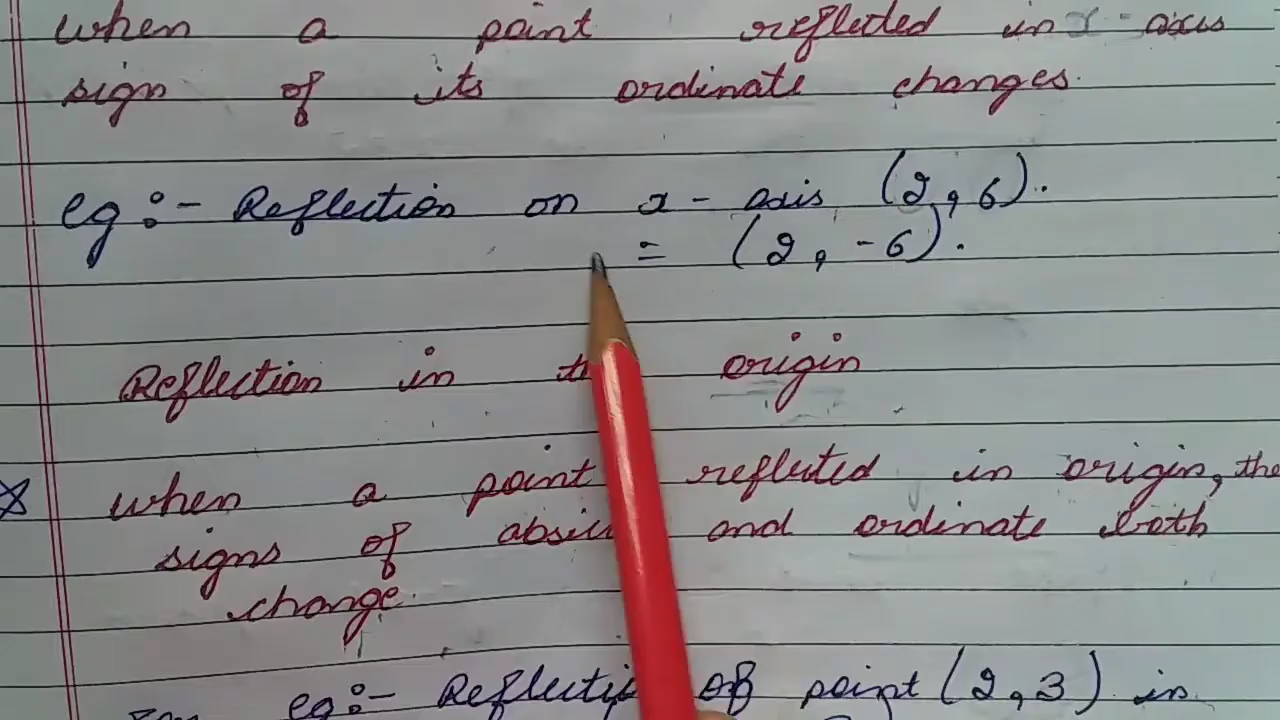 when a point reflected in x - axis
sign of its ordinate changes.
eg:- Reflection on x - axis (2, 6).
= (2, -6).
Reflection in origin
when a point reflected in origin, the
signs of and ordinate both
change.
eg:- Reflection of point (2, 3) in